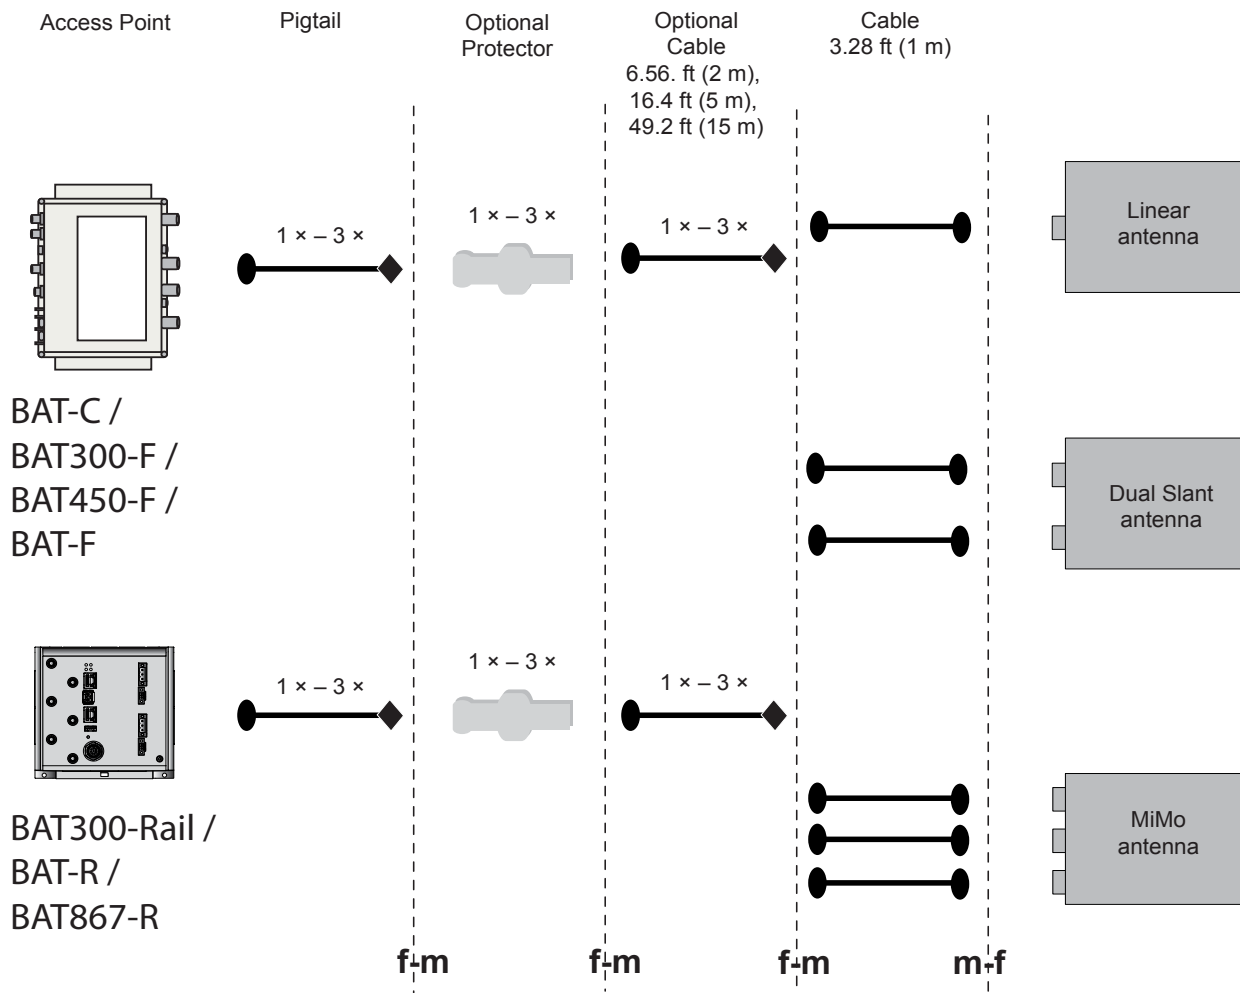 Access Point
Pigtail
Optional
Protector
Optional
Cable
6.56. ft (2 m),
16.4 ft (5 m),
49.2 ft (15 m)
Cable
3.28 ft (1 m)
1 × – 3 ×
1 × – 3 ×
1 × – 3 ×
Linear
antenna
BAT-C /
BAT300-F /
BAT450-F /
BAT-F
Dual Slant
antenna
1 × – 3 ×
1 × – 3 ×
1 × – 3 ×
BAT300-Rail /
BAT-R /
BAT867-R
MiMo
antenna
f-m
f-m
f-m
m-f